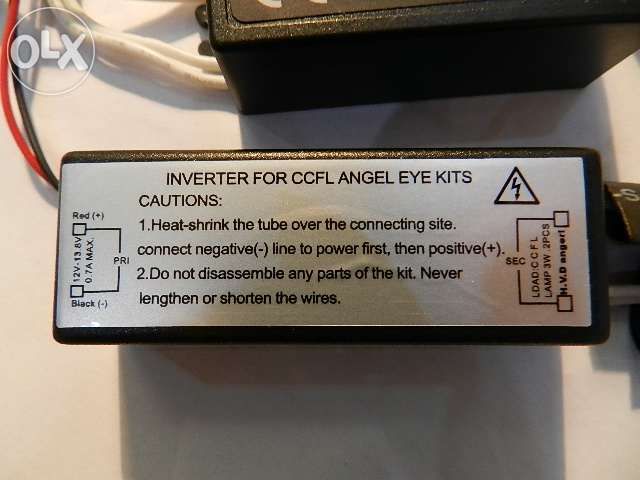 OLX
CE
INVERTER FOR CCFL ANGEL EYE KITS
CAUTIONS:
1.Heat-shrink the tube over the connecting site.
connect negative(-) line to power first, then positive(+).
2.Do not disassemble any parts of the kit. Never
lengthen or shorten the wires.
Red (+)
12V-13.8V
0.7A MAX.
PRI
Black (-)
SEC
LOAD:C C F L
LAMP 3W .2PCS
H.V.D anger!
S